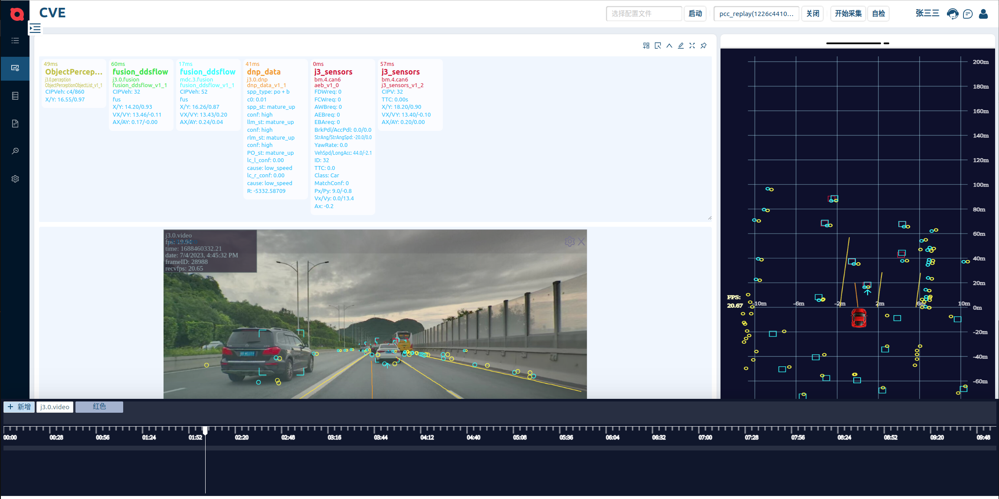 CVE
选择配置文件
启动
pcc_replay(1226c4410...
关闭
开始采集
自检
张三三
49ms
ObjectPercep...
j3.0.perception
ObjectPerceptionObjectList_v1_1
CIPVeh: c4/860
X/Y: 16.55/0.97
60ms
fusion_ddsflow
j3.0.fusion
fusion_ddsflow_v1_1
CIPVeh: 32
fus
X/Y: 14.20/0.93
VX/VY: 13.46/-0.11
AX/AY: 0.17/-0.00
17ms
fusion_ddsflow
mdc.3.fusion
fusion_ddsflow_v1_1
CIPVeh: 52
fus
X/Y: 16.26/0.87
VX/VY: 13.43/0.20
AX/AY: 0.24/0.04
41ms
dnp_data
j3.0.dnp
dnp_data_v1_1
spp_type: po + b
c0: 0.01
spp_st: mature_up
conf: high
llm_st: mature_up
conf: high
rlm_st: mature_up
conf: high
PO_st: mature_up
lc_l_conf: 0.00
cause: low_speed
lc_r_conf: 0.00
cause: low_speed
R: -5332.58709
0ms
j3_sensors
bm.4.can6
aeb_v1_0
FDWreq: 0
FCWreq: 0
AWBreq: 0
AEBreq: 0
EBAreq: 0
BrkPdl/AccPdl: 0.0/0.0
StrAng/StrAngSpd: -20.0/0.0
YawRate: 0.0
VehSpd/LongAcc: 44.0/-2.1
ID: 32
TTC: 0.0
Class: Car
MatchConf: 0
Px/Py: 9.0/-0.8
Vx/Vy: 0.0/13.4
Ax: -0.2
57ms
j3_sensors
bm.4.can6
j3_sensors_v1_2
CIPV: 32
TTC: 0.00s
X/Y: 18.20/0.90
VX/VY: 13.40/-0.10
AX/AY: 0.20/0.00
j3.0.video
fps: 19.94
time: 1688460332.21
date: 7/4/2023, 4:45:32 PM
frameID: 28988
recvfps: 20.65
200m
180m
160m
140m
120m
100m
80m
60m
40m
20m
FPS:
20.67
-10m
-6m
-2m
2m
6m
10m
0m
-20m
-40m
-60m
新增
j3.0.video
红色
00:00
00:28
00:56
01:24
01:52
02:20
02:48
03:16
03:44
04:12
04:40
05:08
05:36
06:04
06:32
07:00
07:28
07:56
08:24
08:52
09:20
09:48